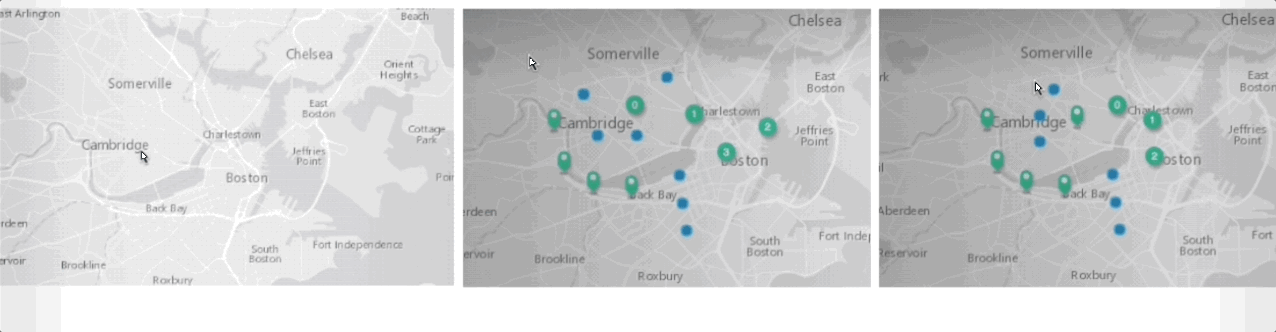 ast Arlington
Beach
Chelsea
Orient
Heights
Somerville
East
Boston
Cottage
Park
Charlestown
Cambridge
Jeffries
Point
Boston
Back Bay
rdeen
South
Boston
Fort Independence
ervoir
Brookline
Roxbury
Chelsea
Somerville
East
Boston
0
1
Charlestown
2
Cambridge
Jeffries
Point
3
Boston
Back Bay
erdeen
South
Boston
Fort Indep
servoir
Brookline
Roxbury
Chelsea
Somerville
rk
East
Boston
0
Charlestown
1
Cambridge
Jeffries
Point
2
Boston
Back Bay
Aberdeen
South
Boston
Fort
Reservoir
Brookline
Roxbury